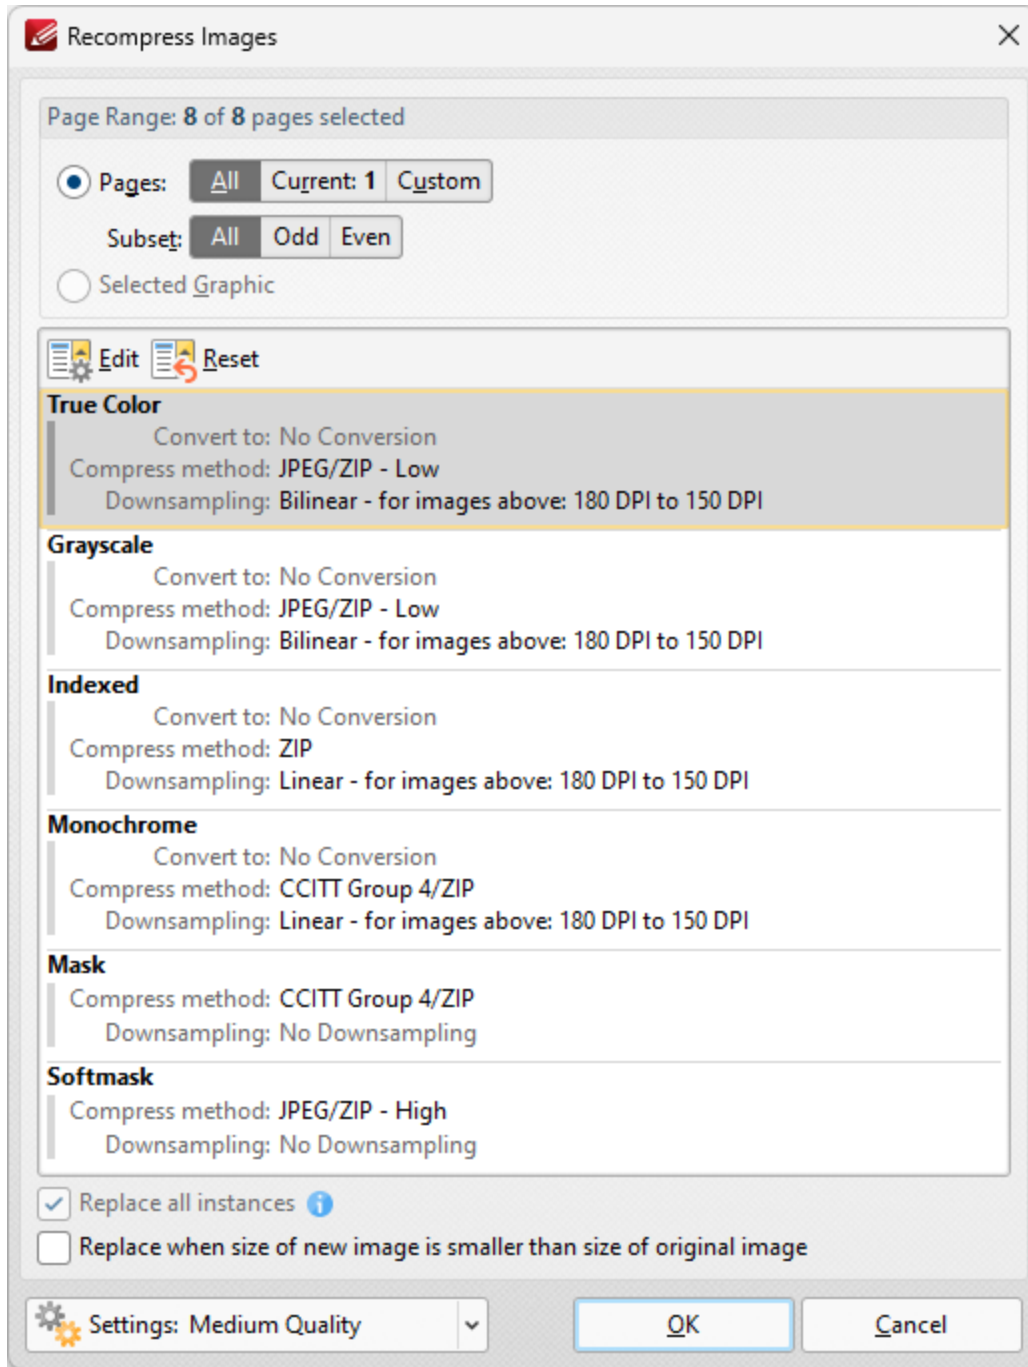 Recompress Images
Page Range: 8 of 8 pages selected
Pages: All Current: 1 Custom
Subset: All Odd Even
Selected Graphic
Edit Reset
True Color
Convert to: No Conversion
Compress method: JPEG/ZIP - Low
Downsampling: Bilinear - for images above: 180 DPI to 150 DPI
Grayscale
Convert to: No Conversion
Compress method: JPEG/ZIP - Low
Downsampling: Bilinear - for images above: 180 DPI to 150 DPI
Indexed
Convert to: No Conversion
Compress method: ZIP
Downsampling: Linear - for images above: 180 DPI to 150 DPI
Monochrome
Convert to: No Conversion
Compress method: CCITT Group 4/ZIP
Downsampling: Linear - for images above: 180 DPI to 150 DPI
Mask
Compress method: CCITT Group 4/ZIP
Downsampling: No Downsampling
Softmask
Compress method: JPEG/ZIP - High
Downsampling: No Downsampling
Replace all instances
Replace when size of new image is smaller than size of original image
Settings: Medium Quality OK Cancel